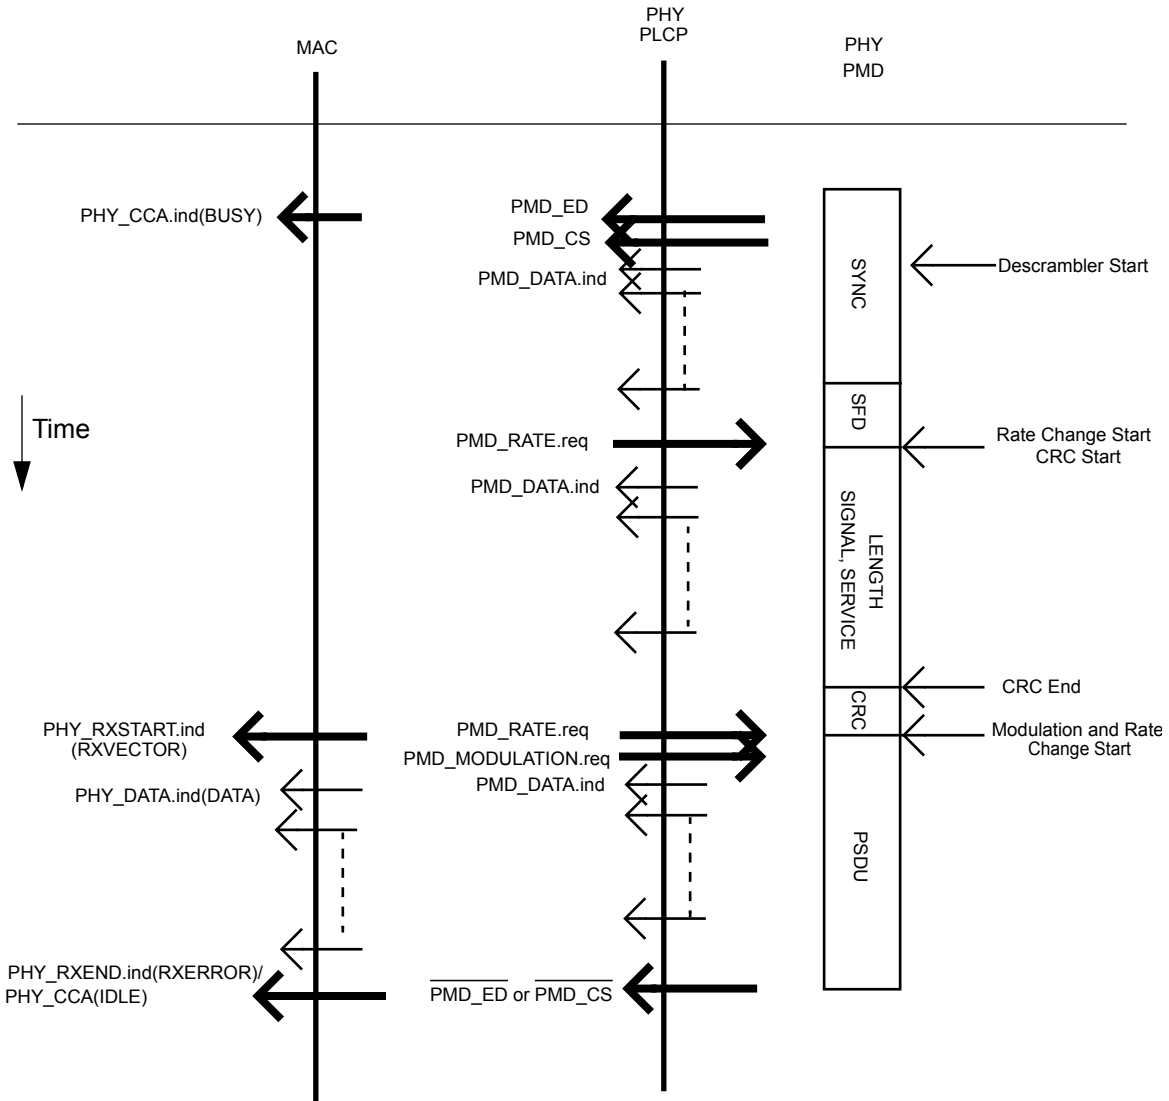 PHY
PLCP
MAC
PHY
PMD
PHY_CCA.ind(BUSY)
PMD_ED
PMD_CS
PMD_DATA.ind
SYNC
Descrambler Start
Time
SFD
PMD_RATE.req
Rate Change Start
CRC Start
PMD_DATA.ind
LENGTH
SIGNAL, SERVICE
CRC End
CRC
PHY_RXSTART.ind
(RXVECTOR)
PMD_RATE.req
PMD_MODULATION.req
Modulation and Rate
Change Start
PMD_DATA.ind
PHY_DATA.ind(DATA)
PSDU
PHY_RXEND.ind(RXERROR)/
PHY_CCA(IDLE)
PMD_ED or PMD_CS